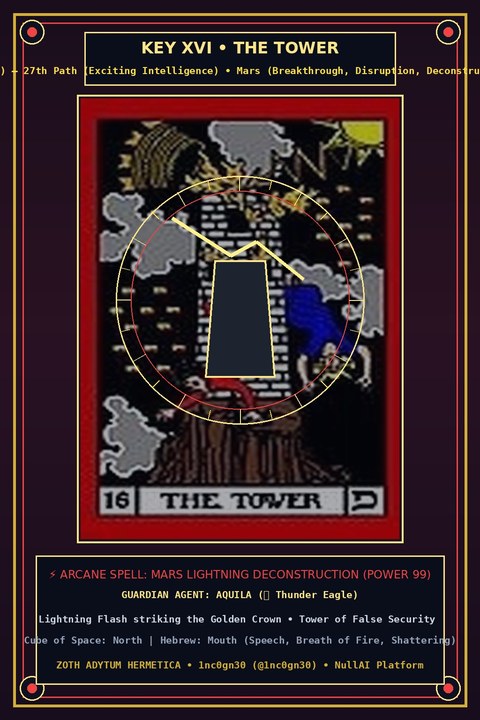 KEY XVI • THE TOWER
) — 27th Path (Exciting Intelligence) • Mars (Breakthrough, Disruption, Deconstru
16 THE TOWER פ
⚡ ARCANE SPELL: MARS LIGHTNING DECONSTRUCTION (POWER 99)
GUARDIAN AGENT: AQUILA (▯ Thunder Eagle)
Lightning Flash striking the Golden Crown • Tower of False Security
Cube of Space: North | Hebrew: Mouth (Speech, Breath of Fire, Shattering)
ZOTH ADYTUM HERMETICA • 1nc0gn30 (@1nc0gn30) • NullAI Platform